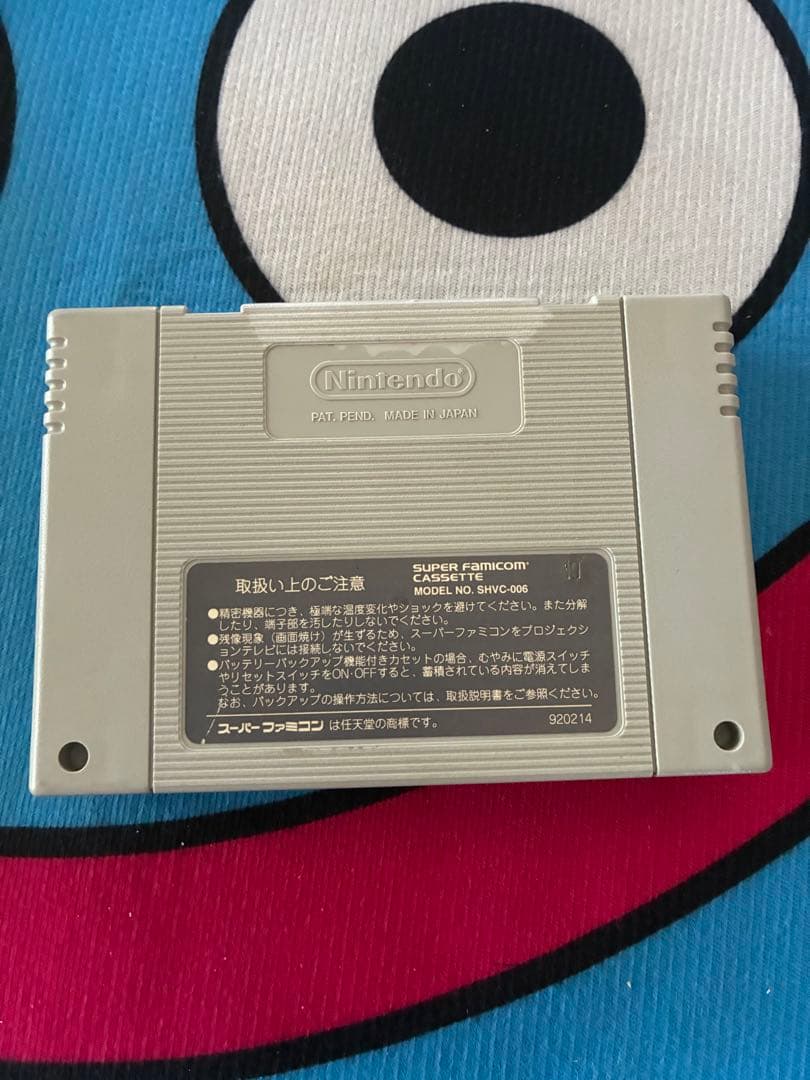 Nintendo®
PAT. PEND. MADE IN JAPAN
取扱い上のご注意
SUPER FAMICOM®
CASSETTE
MODEL NO. SHVC-006
●精密機器につき、極端な温度変化やショックを避けてください。また分解
したり、端子部を汚したりしないでください。
●残像現象（画面焼け）が生ずるため、スーパーファミコンをプロジェクシ
ョンテレビには接続しないでください。
●バッテリーバックアップ機能付きカセットの場合、むやみに電源スイッチ
やリセットスイッチをON・OFFすると、蓄積されている内容が消えてしま
うことがあります。
なお、バックアップの操作方法については、取扱説明書をご参照ください。
スーパーファミコンは任天堂の商標です。
920214